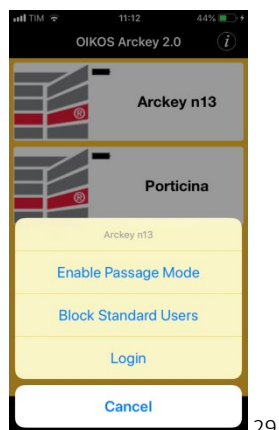 TIM 11:12 44%
OIKOS Arckey 2.0 i
Arckey n13
®
Porticina
®
Arckey n13
Enable Passage Mode
Block Standard Users
Login
Cancel
29